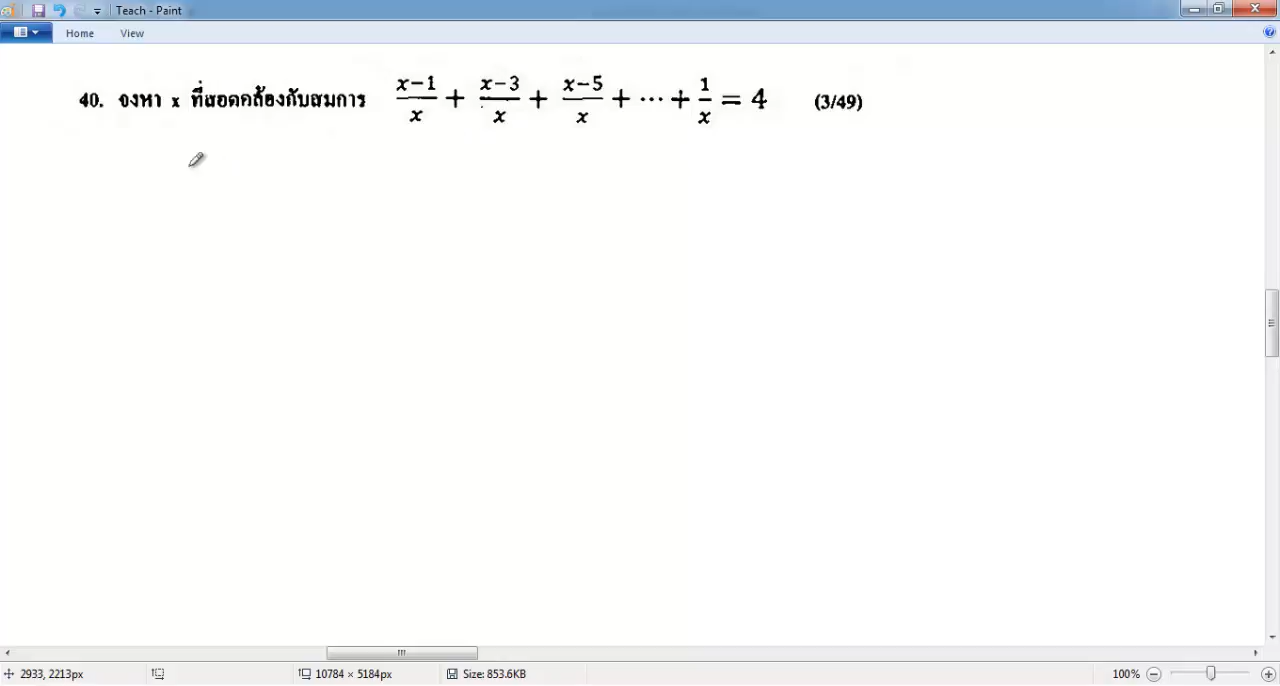 Teach - Paint
Home View
40. จงหา x ที่สอดคล้องกับสมการ (x−1)/x + (x−3)/x + (x−5)/x + ⋯ + 1/x = 4 (3/49)
2933, 2213px 10784 × 5184px Size: 853.6KB 100%